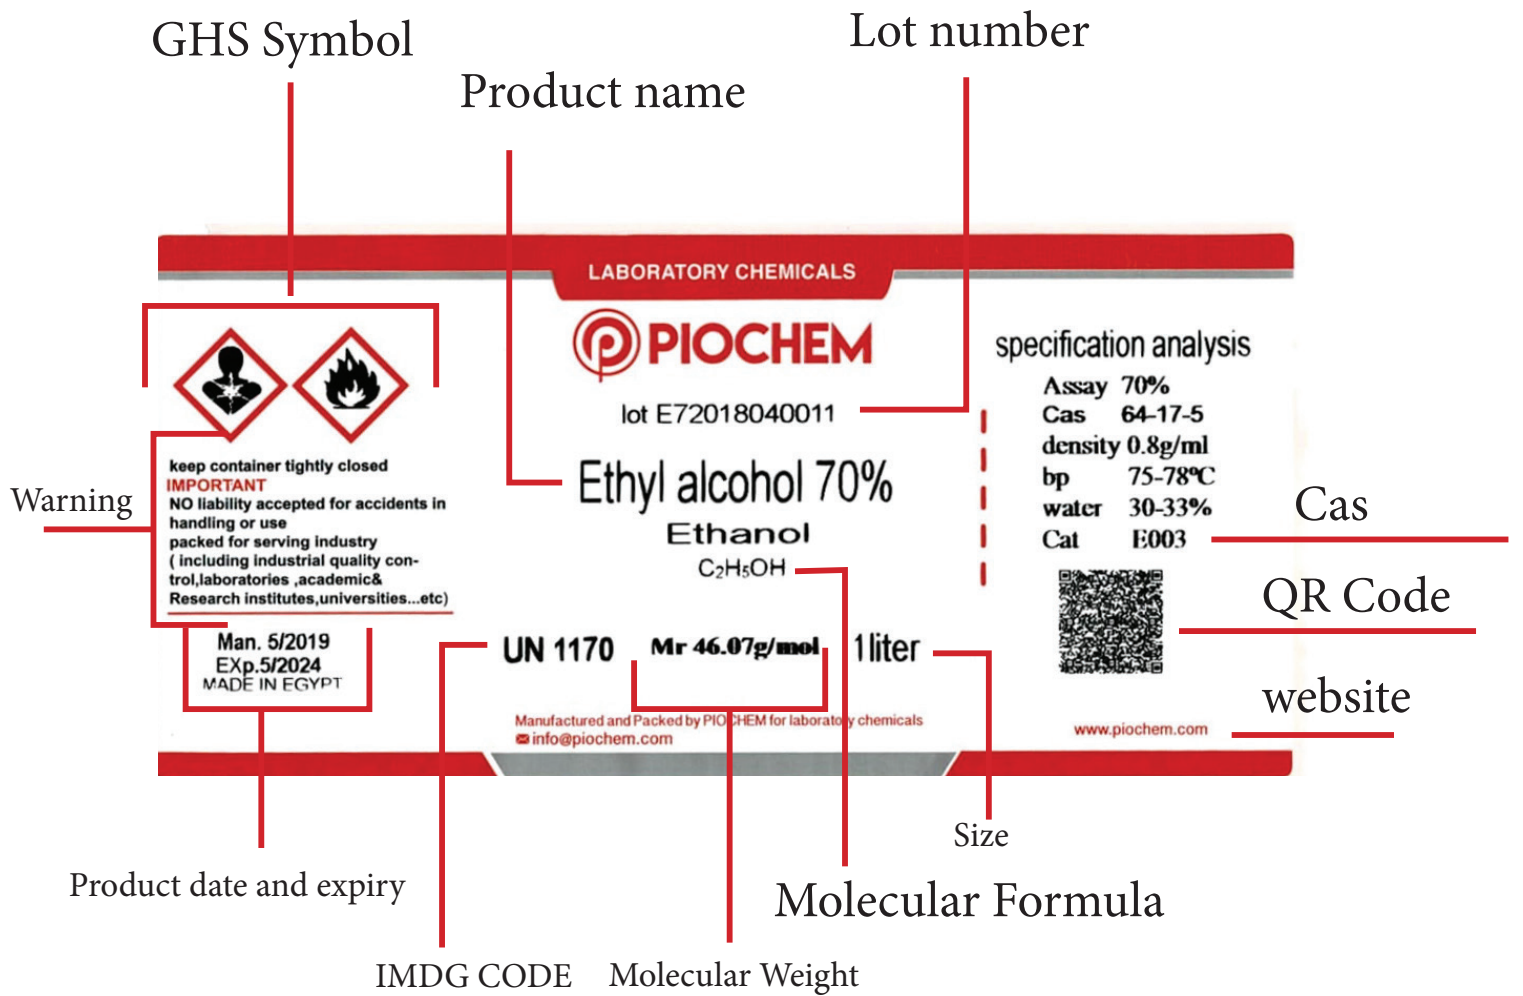 GHS Symbol
Lot number
Product name
LABORATORY CHEMICALS
PIOCHEM
lot E72018040011
Ethyl alcohol 70%
Ethanol
C₂H₅OH
UN 1170
Mr 46.07g/mol
1 liter
Manufactured and Packed by PIOCHEM for laboratory chemicals
info@piochem.com
keep container tightly closed
IMPORTANT
NO liability accepted for accidents in
handling or use
packed for serving industry
( including industrial quality con-
trol,laboratories ,academic&
Research institutes,universities...etc)
Man. 5/2019
EXp.5/2024
MADE IN EGYPT
specification analysis
Assay 70%
Cas 64-17-5
density 0.8g/ml
bp 75-78ºC
water 30-33%
Cat E003
www.piochem.com
Warning
Cas
QR Code
website
Size
Product date and expiry
Molecular Formula
IMDG CODE
Molecular Weight